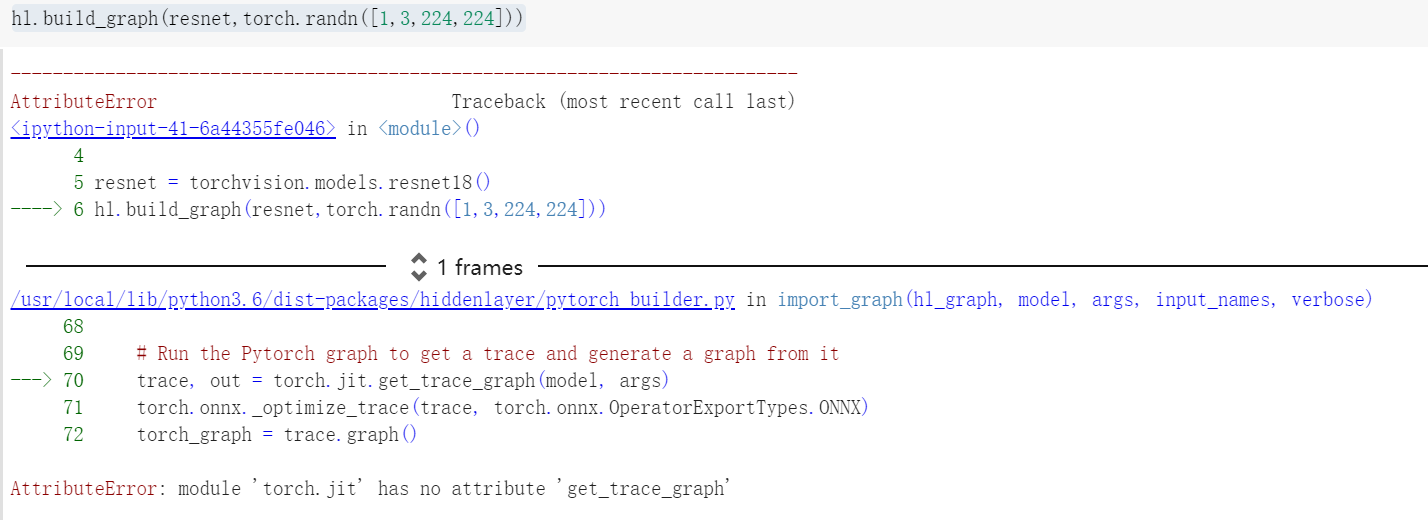 hl.build_graph(resnet,torch.randn([1,3,224,224]))
---------------------------------------------------------------------------
AttributeError                            Traceback (most recent call last)
<ipython-input-41-6a44355fe046> in <module>()
      4
      5 resnet = torchvision.models.resnet18()
----> 6 hl.build_graph(resnet,torch.randn([1,3,224,224]))
1 frames
/usr/local/lib/python3.6/dist-packages/hiddenlayer/pytorch_builder.py in import_graph(hl_graph, model, args, input_names, verbose)
     68
     69     # Run the Pytorch graph to get a trace and generate a graph from it
---> 70     trace, out = torch.jit.get_trace_graph(model, args)
     71     torch.onnx._optimize_trace(trace, torch.onnx.OperatorExportTypes.ONNX)
     72     torch_graph = trace.graph()
AttributeError: module 'torch.jit' has no attribute 'get_trace_graph'